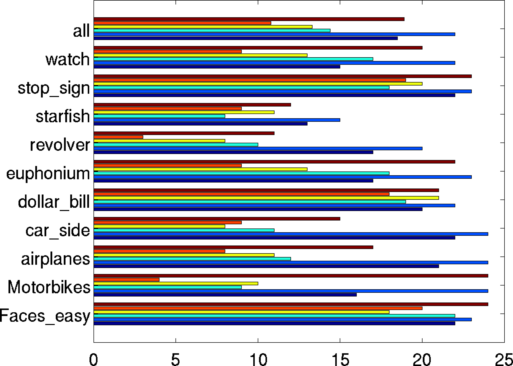 all
watch
stop_sign
starfish
revolver
euphonium
dollar_bill
car_side
airplanes
Motorbikes
Faces_easy
0 5 10 15 20 25